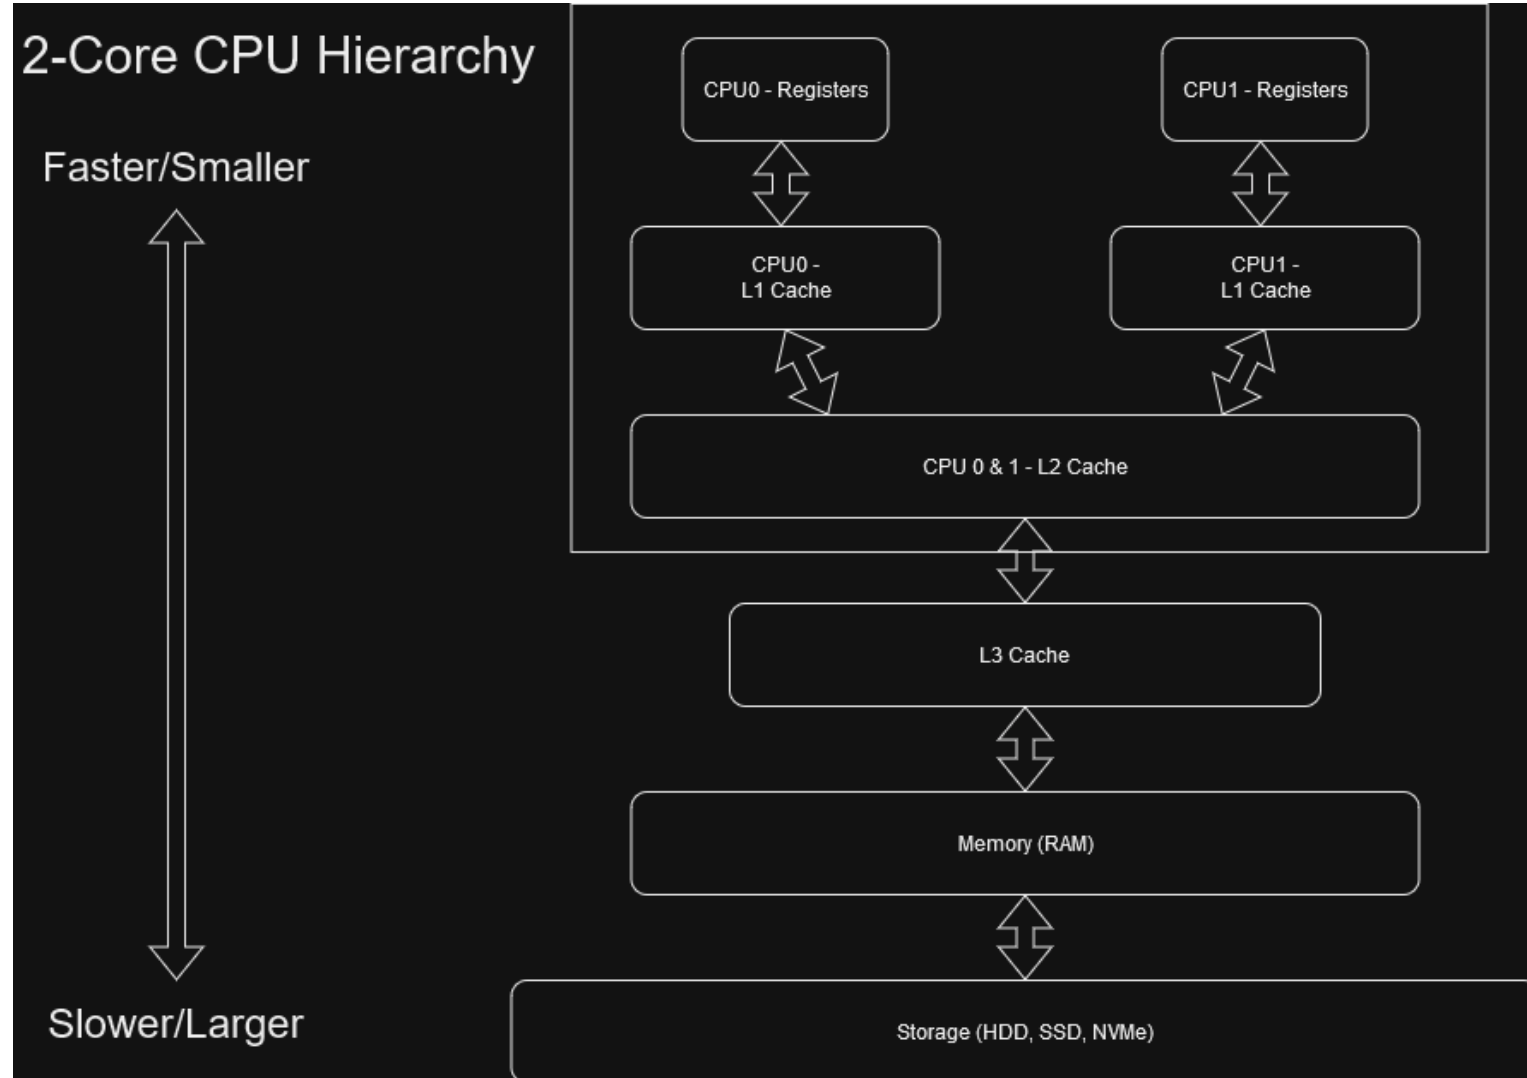 2-Core CPU Hierarchy
Faster/Smaller
CPU0 - Registers
CPU1 - Registers
CPU0 -
L1 Cache
CPU1 -
L1 Cache
CPU 0 & 1 - L2 Cache
L3 Cache
Memory (RAM)
Slower/Larger
Storage (HDD, SSD, NVMe)